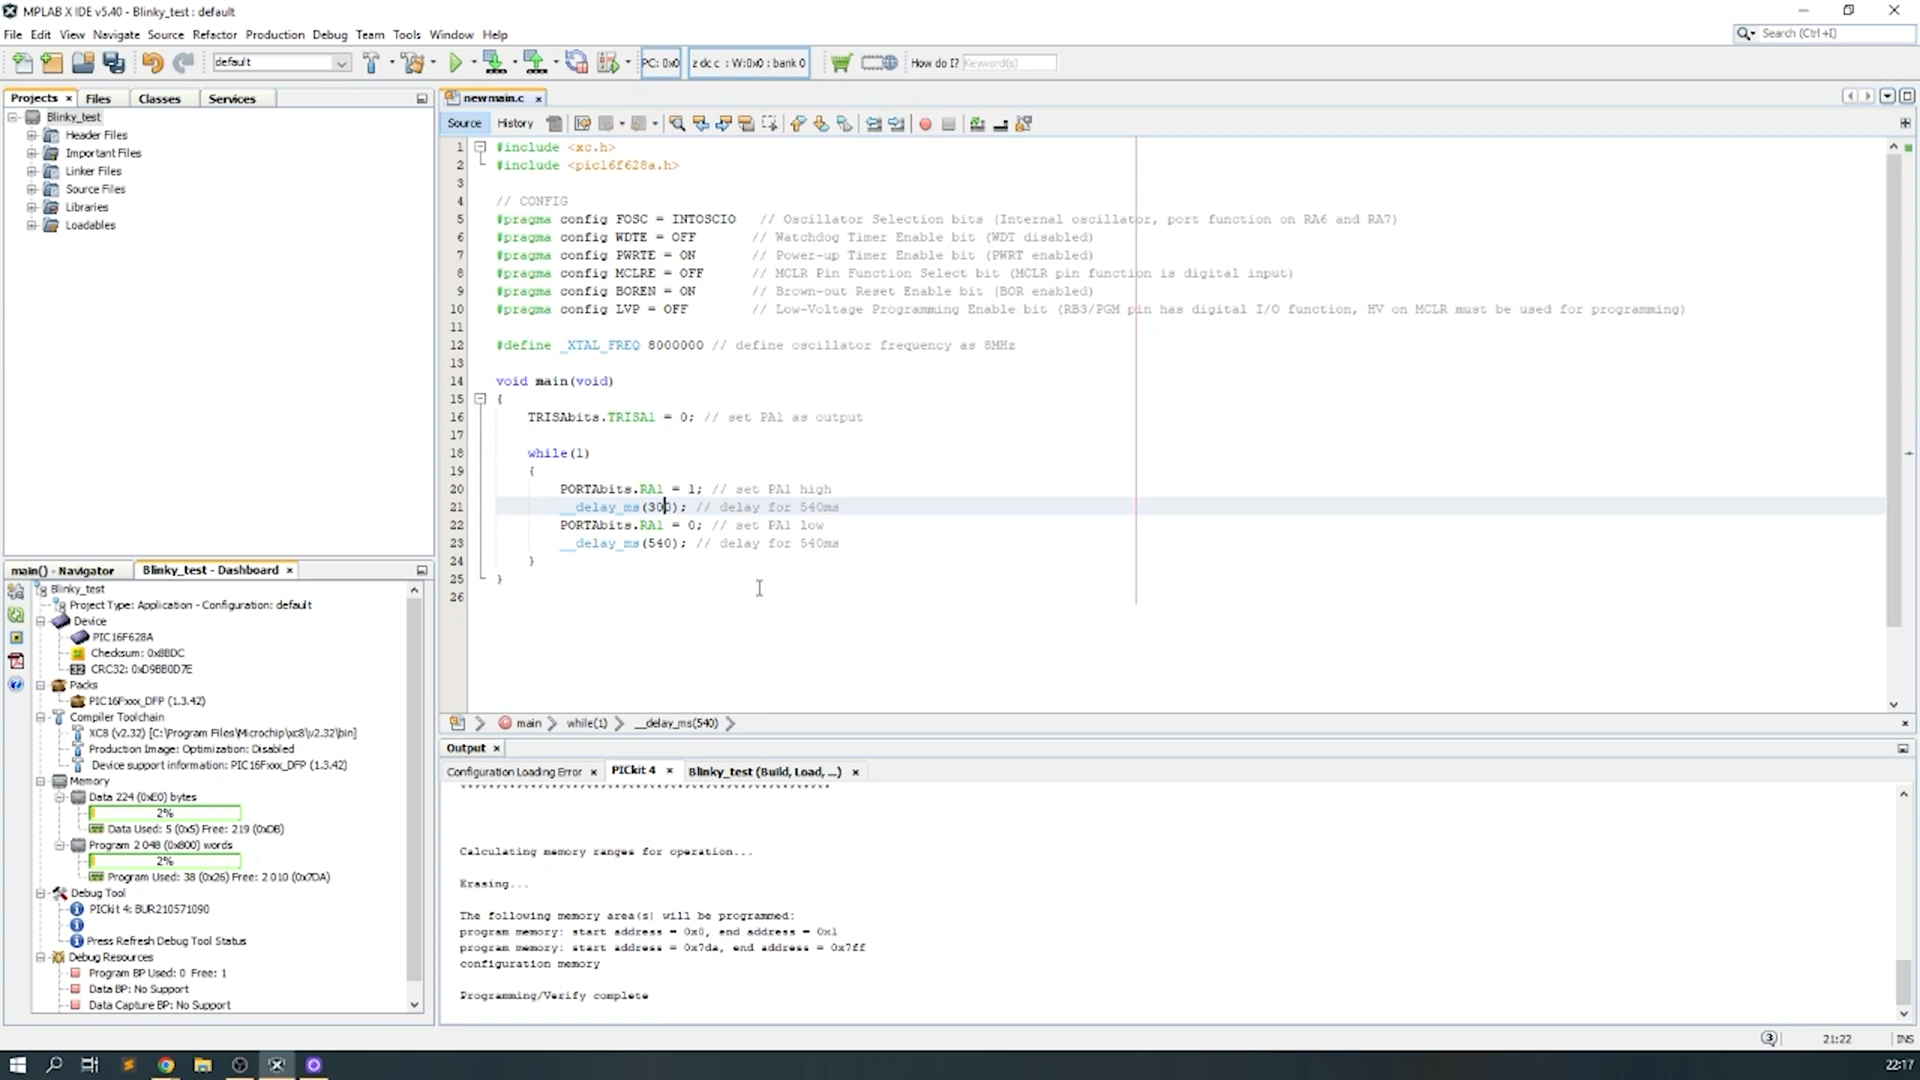 MPLAB X IDE v5.40 - Blinky_test : default
File Edit View Navigate Source Refactor Production Debug Team Tools Window Help
Search (Ctrl+I)
default
PC: 0x0
z dc c : W:0x0 : bank 0
How do I? Keyword(s)
Projects Files Classes Services
Blinky_test
Header Files
Important Files
Linker Files
Source Files
Libraries
Loadables
newmain.c
Source History
1 #include <xc.h>
2 #include <pic16f628a.h>
3
4 // CONFIG
5 #pragma config FOSC = INTOSCIO // Oscillator Selection bits (Internal oscillator, port function on RA6 and RA7)
6 #pragma config WDTE = OFF // Watchdog Timer Enable bit (WDT disabled)
7 #pragma config PWRTE = ON // Power-up Timer Enable bit (PWRT enabled)
8 #pragma config MCLRE = OFF // MCLR Pin Function Select bit (MCLR pin function is digital input)
9 #pragma config BOREN = ON // Brown-out Reset Enable bit (BOR enabled)
10 #pragma config LVP = OFF // Low-Voltage Programming Enable bit (RB3/PGM pin has digital I/O function, HV on MCLR must be used for programming)
11
12 #define _XTAL_FREQ 8000000 // define oscillator frequency as 8MHz
13
14 void main(void)
15 {
16 TRISAbits.TRISA1 = 0; // set PA1 as output
17
18 while(1)
19 {
20 PORTAbits.RA1 = 1; // set PA1 high
21 __delay_ms(300); // delay for 540ms
22 PORTAbits.RA1 = 0; // set PA1 low
23 __delay_ms(540); // delay for 540ms
24 }
25 }
26
main while(1) __delay_ms(540)
main() - Navigator Blinky_test - Dashboard
Blinky_test
Project Type: Application - Configuration: default
Device
PIC16F628A
Checksum: 0x8BDC
CRC32: 0xD9BB0D7E
Packs
PIC16Fxxx_DFP (1.3.42)
Compiler Toolchain
XC8 (v2.32) [C:\Program Files\Microchip\xc8\v2.32\bin]
Production Image: Optimization: Disabled
Device support information: PIC16Fxxx_DFP (1.3.42)
Memory
Data 224 (0xE0) bytes
2%
Data Used: 5 (0x5) Free: 219 (0xDB)
Program 2 048 (0x800) words
2%
Program Used: 38 (0x26) Free: 2 010 (0x7DA)
Debug Tool
PICkit 4: BUR210571090
Press Refresh Debug Tool Status
Debug Resources
Program BP Used: 0 Free: 1
Data BP: No Support
Data Capture BP: No Support
Output
Configuration Loading Error PICkit 4 Blinky_test (Build, Load, ...)
Calculating memory ranges for operation...
Erasing...
The following memory area(s) will be programmed:
program memory: start address = 0x0, end address = 0x1
program memory: start address = 0x7da, end address = 0x7ff
configuration memory
Programming/Verify complete
3 21:22 INS
22:17